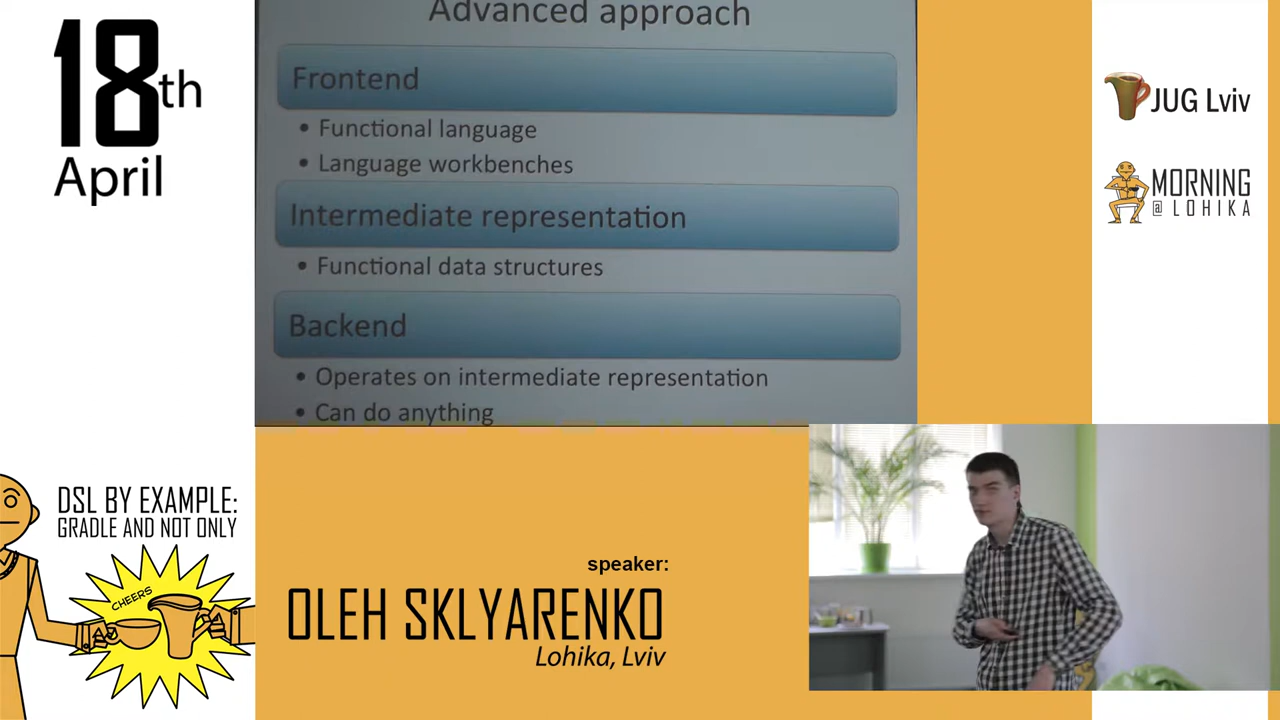 18th
April
Advanced approach
Frontend
• Functional language
• Language workbenches
Intermediate representation
• Functional data structures
Backend
• Operates on intermediate representation
• Can do anything
JUG Lviv
MORNING
@ LOHIKA
DSL BY EXAMPLE:
GRADLE AND NOT ONLY
CHEERS
speaker:
OLEH SKLYARENKO
Lohika, Lviv